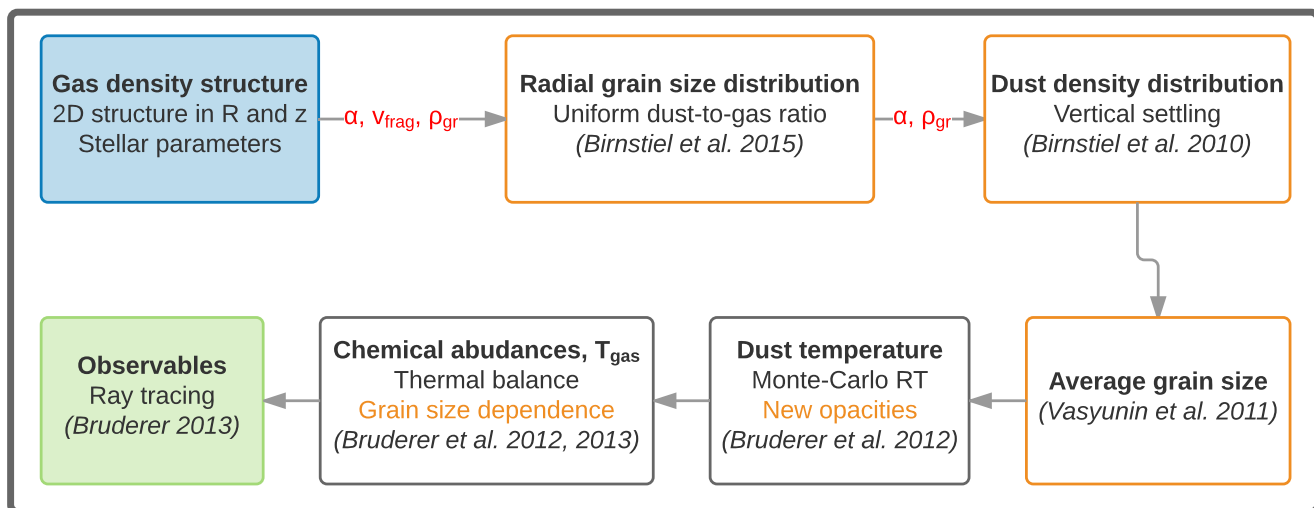 Gas density structure
2D structure in R and z
Stellar parameters
α, vfrag, ρgr
Radial grain size distribution
Uniform dust-to-gas ratio
(Birnstiel et al. 2015)
α, ρgr
Dust density distribution
Vertical settling
(Birnstiel et al. 2010)
Observables
Ray tracing
(Bruderer 2013)
Chemical abudances, Tgas
Thermal balance
Grain size dependence
(Bruderer et al. 2012, 2013)
Dust temperature
Monte-Carlo RT
New opacities
(Bruderer et al. 2012)
Average grain size
(Vasyunin et al. 2011)